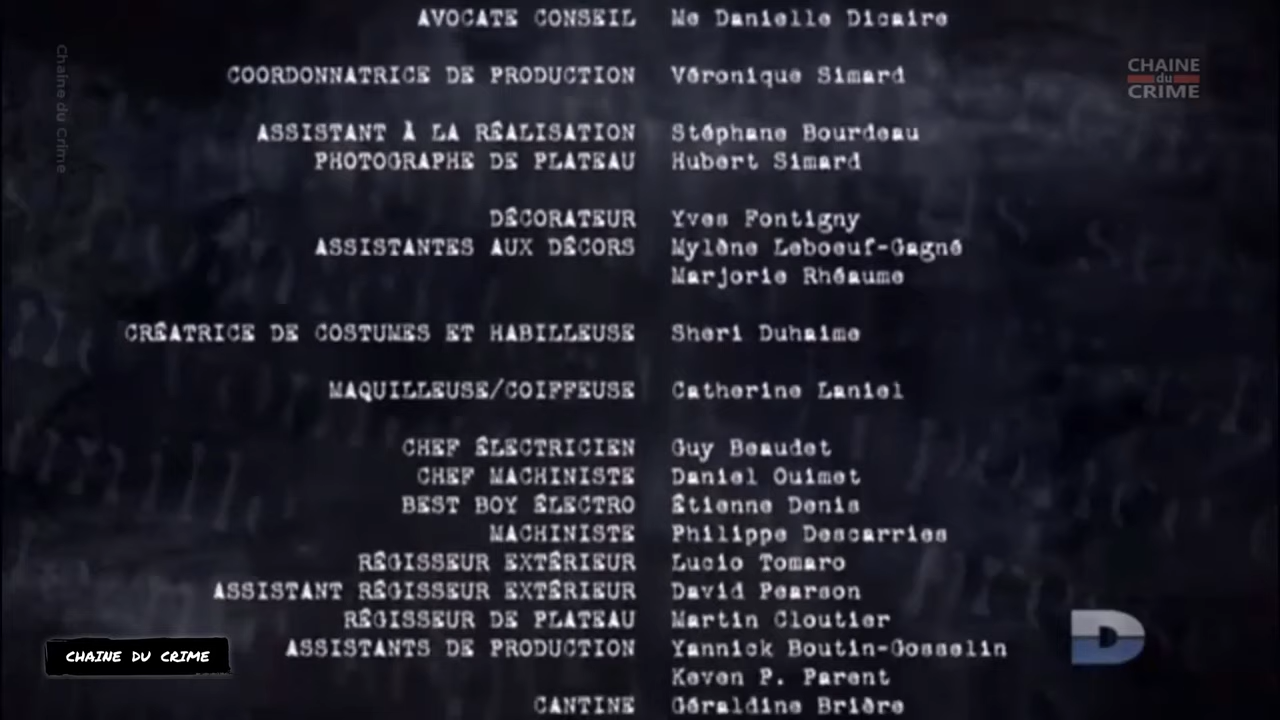 AVOCATE CONSEIL Me Danielle Dicaire
Chaine du Crime
CHAINE
du
CRIME
COORDONNATRICE DE PRODUCTION Véronique Simard
ASSISTANT À LA RÉALISATION Stéphane Bourdeau
PHOTOGRAPHE DE PLATEAU Hubert Simard
DÉCORATEUR Yves Fontigny
ASSISTANTES AUX DÉCORS Mylène Leboeuf-Gagné
Marjorie Rhéaume
CRÉATRICE DE COSTUMES ET HABILLEUSE Sheri Duhaime
MAQUILLEUSE/COIFFEUSE Catherine Laniel
CHEF ÉLECTRICIEN Guy Beaudet
CHEF MACHINISTE Daniel Ouimet
BEST BOY ÉLECTRO Étienne Denis
MACHINISTE Philippe Descarries
RÉGISSEUR EXTÉRIEUR Lucio Tomaro
ASSISTANT RÉGISSEUR EXTÉRIEUR David Pearson
RÉGISSEUR DE PLATEAU Martin Cloutier
ASSISTANTS DE PRODUCTION Yannick Boutin-Gosselin
Keven P. Parent
CANTINE Géraldine Brière
D
CHAINE DU CRIME